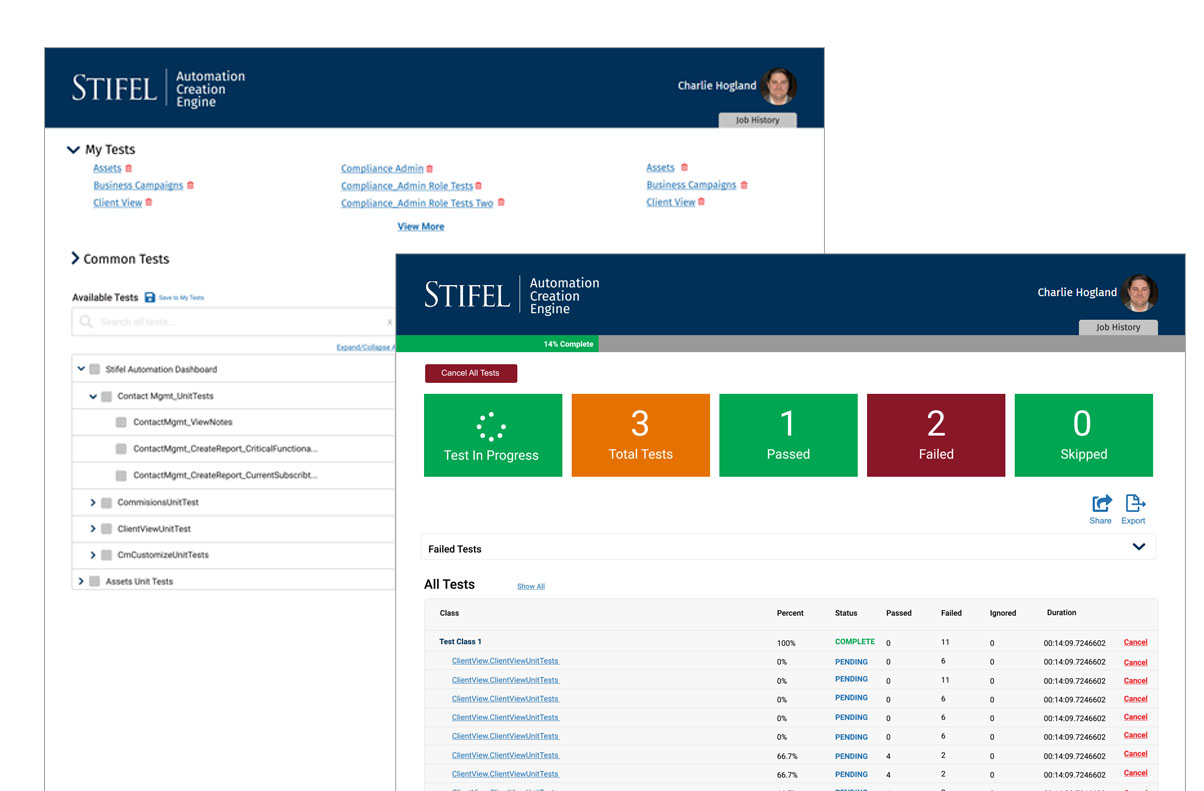 STIFEL
Automation
Creation
Engine
Charlie Hogland
Job History
My Tests
Assets
Compliance Admin
Assets
Business Campaigns
Compliance_Admin Role Tests
Business Campaigns
Client View
Compliance_Admin Role Tests Two
Client View
View More
Common Tests
Available Tests Save to My Tests
Search all tests... x
Expand/Collapse
Stifel Automation Dashboard
Contact Mgmt_UnitTests
ContactMgmt_ViewNotes
ContactMgmt_CreateReport_CriticalFunctiona...
ContactMgmt_CreateReport_CurrentSubscribt...
CommisionsUnitTest
ClientViewUnitTest
CmCustomizeUnitTests
Assets Unit Tests
STIFEL
Automation
Creation
Engine
Charlie Hogland
Job History
14% Complete
Cancel All Tests
Test In Progress
3
Total Tests
1
Passed
2
Failed
0
Skipped
Share Export
Failed Tests
All Tests Show All
Class Percent Status Passed Failed Ignored Duration
Test Class 1 100% COMPLETE 0 11 0 00:14:09.7246602 Cancel
ClientView.ClientViewUnitTests 0% PENDING 0 6 0 00:14:09.7246602 Cancel
ClientView.ClientViewUnitTests 0% PENDING 0 11 0 00:14:09.7246602 Cancel
ClientView.ClientViewUnitTests 0% PENDING 0 6 0 00:14:09.7246602 Cancel
ClientView.ClientViewUnitTests 0% PENDING 0 6 0 00:14:09.7246602 Cancel
ClientView.ClientViewUnitTests 0% PENDING 0 6 0 00:14:09.7246602 Cancel
ClientView.ClientViewUnitTests 66.7% PENDING 4 2 0 00:14:09.7246602 Cancel
ClientView.ClientViewUnitTests 66.7% PENDING 4 2 0 00:14:09.7246602 Cancel